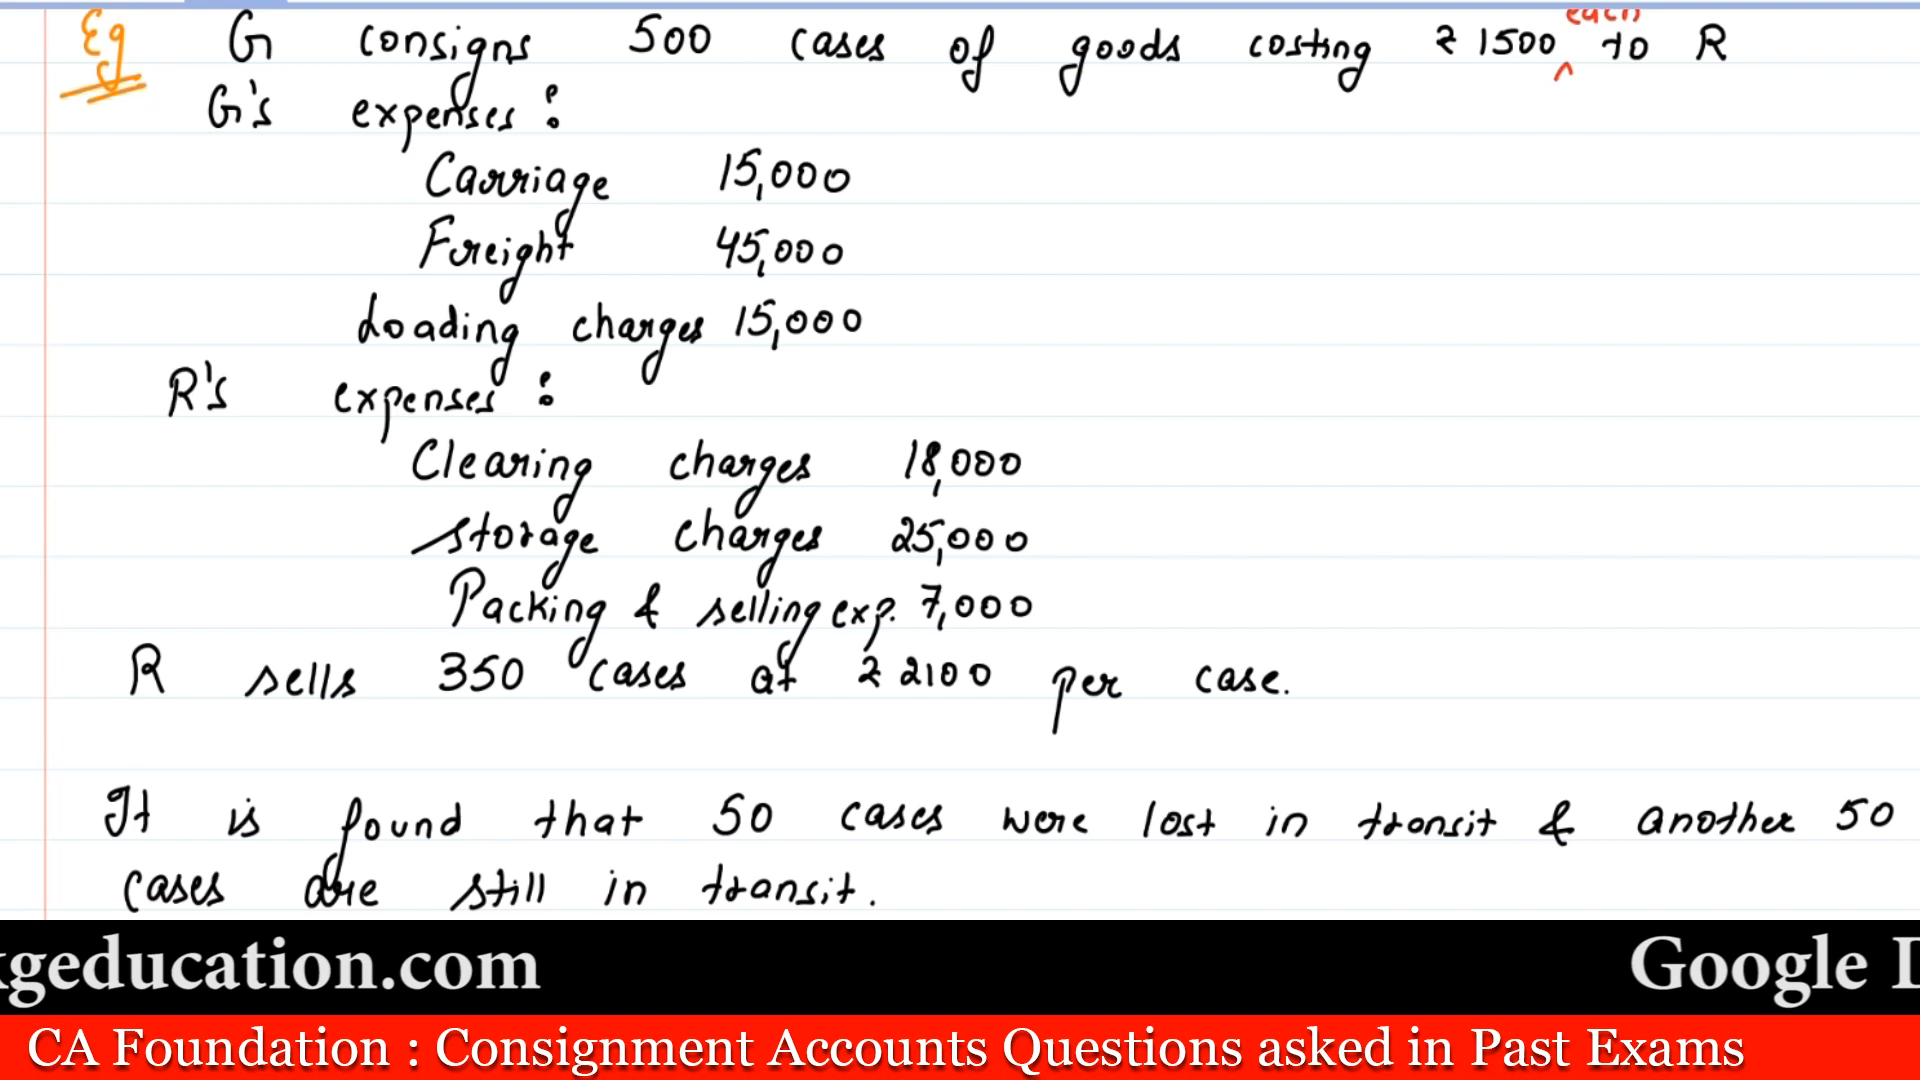 Eg G consigns 500 cases of goods costing ₹ 1500 each to R
G's expenses :
Carriage 15,000
Freight 45,000
Loading charges 15,000
R's expenses :
Clearing charges 18,000
Storage charges 25,000
Packing & selling exp. 7,000
R sells 350 cases at ₹ 2100 per case.
It is found that 50 cases were lost in transit & another 50
cases are still in transit.
kgeducation.com Google D
CA Foundation : Consignment Accounts Questions asked in Past Exams